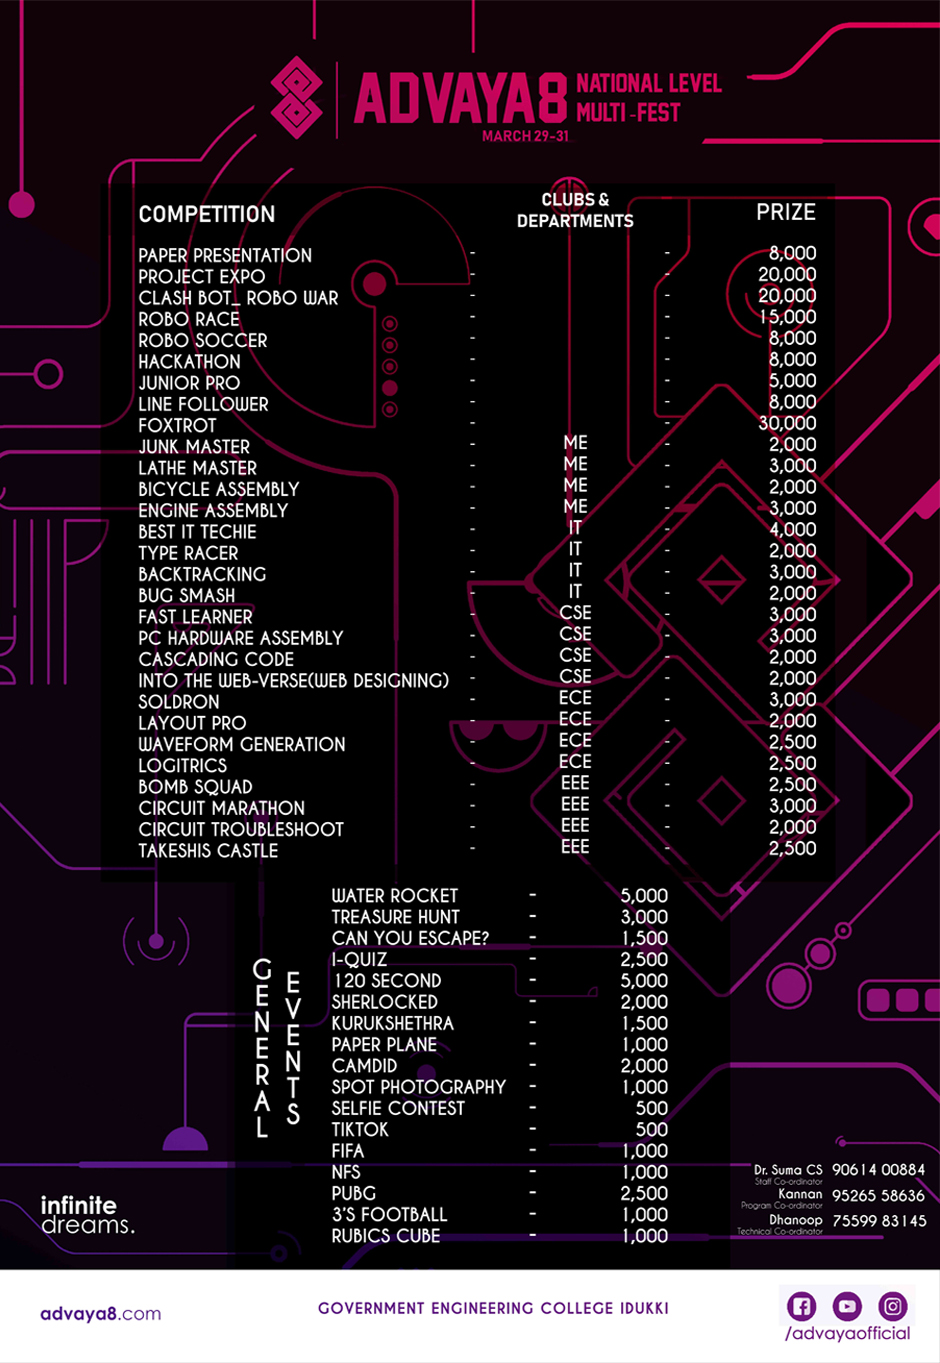 ADVAYA8 NATIONAL LEVEL
MULTI-FEST
MARCH 29-31
COMPETITION CLUBS & DEPARTMENTS PRIZE
PAPER PRESENTATION - - 8,000
PROJECT EXPO - - 20,000
CLASH BOT_ ROBO WAR - - 20,000
ROBO RACE - - 15,000
ROBO SOCCER - - 8,000
HACKATHON - - 8,000
JUNIOR PRO - - 5,000
LINE FOLLOWER - - 8,000
FOXTROT - - 30,000
JUNK MASTER - ME - 2,000
LATHE MASTER - ME - 3,000
BICYCLE ASSEMBLY - ME - 2,000
ENGINE ASSEMBLY - ME - 3,000
BEST IT TECHIE - IT - 4,000
TYPE RACER - IT - 2,000
BACKTRACKING - IT - 3,000
BUG SMASH - IT - 2,000
FAST LEARNER - CSE - 3,000
PC HARDWARE ASSEMBLY - CSE - 3,000
CASCADING CODE - CSE - 2,000
INTO THE WEB-VERSE(WEB DESIGNING) - CSE - 2,000
SOLDRON - ECE - 3,000
LAYOUT PRO - ECE - 2,000
WAVEFORM GENERATION - ECE - 2,500
LOGITRICS - ECE - 2,500
BOMB SQUAD - EEE - 2,500
CIRCUIT MARATHON - EEE - 3,000
CIRCUIT TROUBLESHOOT - EEE - 2,000
TAKESHIS CASTLE - EEE - 2,500
GENERAL
EVENTS
WATER ROCKET - 5,000
TREASURE HUNT - 3,000
CAN YOU ESCAPE? - 1,500
I-QUIZ - 2,500
120 SECOND - 5,000
SHERLOCKED - 2,000
KURUKSHETHRA - 1,500
PAPER PLANE - 1,000
CAMDID - 2,000
SPOT PHOTOGRAPHY - 1,000
SELFIE CONTEST - 500
TIKTOK - 500
FIFA - 1,000
NFS - 1,000
PUBG - 2,500
3'S FOOTBALL - 1,000
RUBICS CUBE - 1,000
Dr. Suma CS 90614 00884
Staff Co-ordinator
Kannan 95265 58636
Program Co-ordinator
Dhanoop 75599 83145
Technical Co-ordinator
infinite
dreams.
advaya8.com
GOVERNMENT ENGINEERING COLLEGE IDUKKI
/advayaofficial